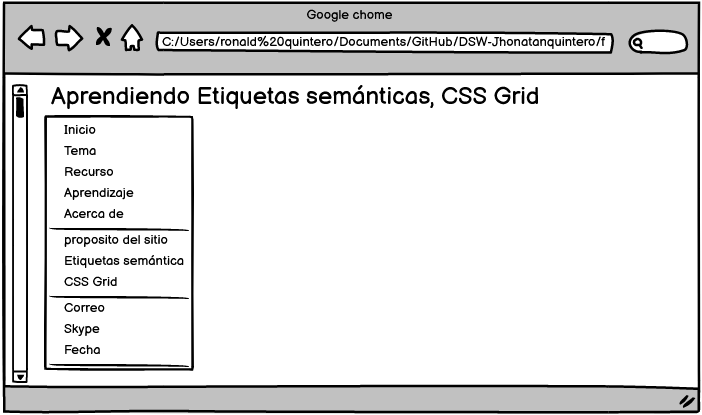 Google chome
C:/Users/ronald%20quintero/Documents/GitHub/DSW-Jhonatanquintero/f
Aprendiendo Etiquetas semánticas, CSS Grid
Inicio
Tema
Recurso
Aprendizaje
Acerca de
proposito del sitio
Etiquetas semántica
CSS Grid
Correo
Skype
Fecha